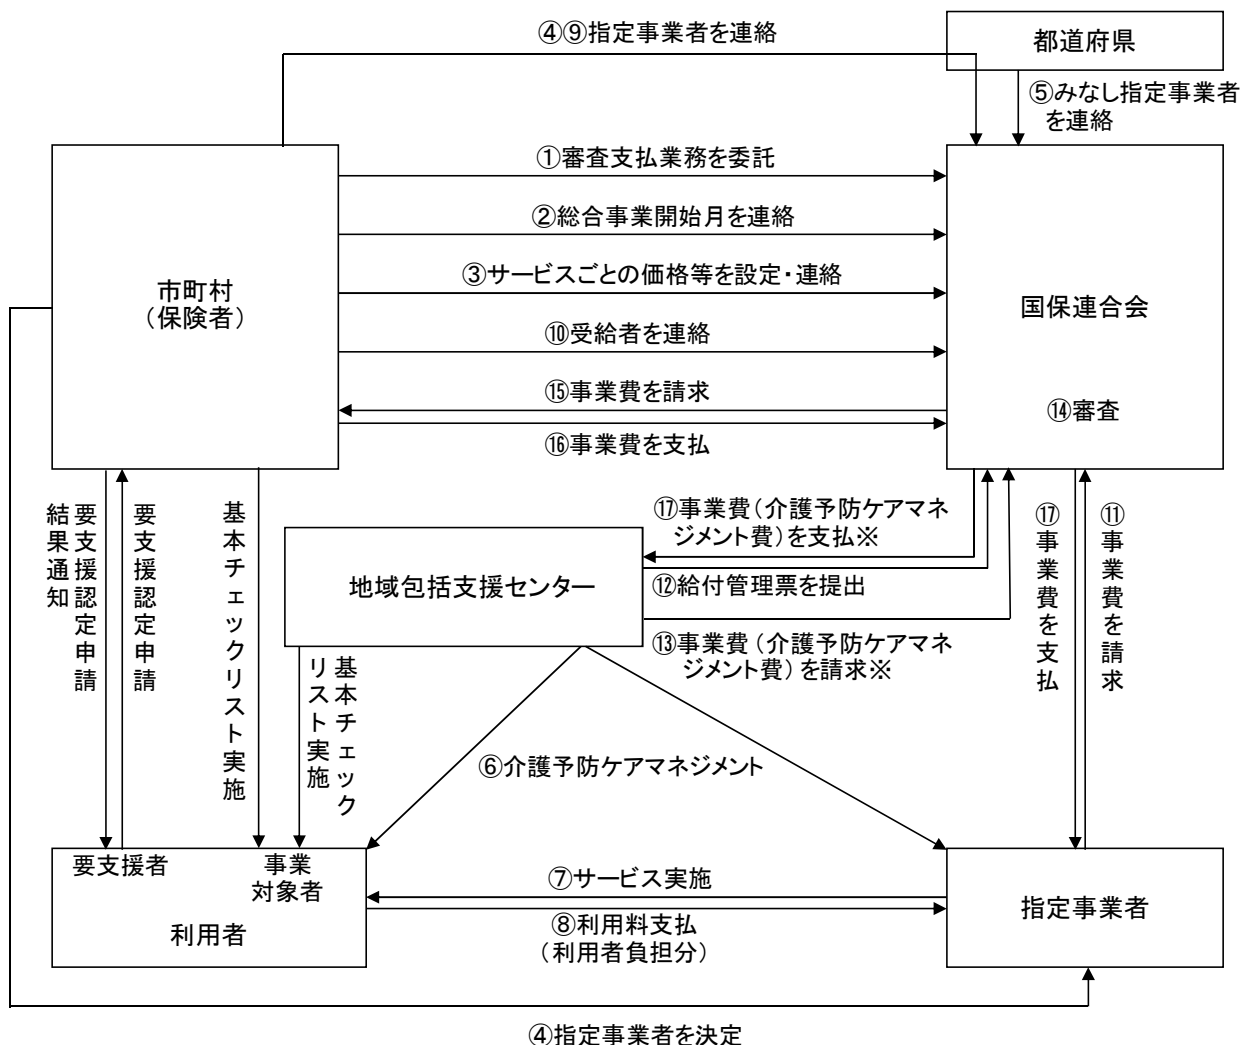 ④⑨指定事業者を連絡
都道府県
⑤みなし指定事業者
を連絡
①審査支払業務を委託
②総合事業開始月を連絡
③サービスごとの価格等を設定・連絡
市町村
（保険者）
国保連合会
⑩受給者を連絡
⑮事業費を請求
⑭審査
⑯事業費を支払
要支援認定申請
結果通知
要支援認定申請
基本チェックリスト実施
⑰事業費（介護予防ケアマネ
ジメント費）を支払※
地域包括支援センター
⑫給付管理票を提出
⑬事業費（介護予防ケアマネ
ジメント費）を請求※
⑰事業費を支払
⑪事業費を請求
基本チェック
リスト実施
⑥介護予防ケアマネジメント
要支援者
事業
対象者
利用者
⑦サービス実施
⑧利用料支払
（利用者負担分）
指定事業者
④指定事業者を決定